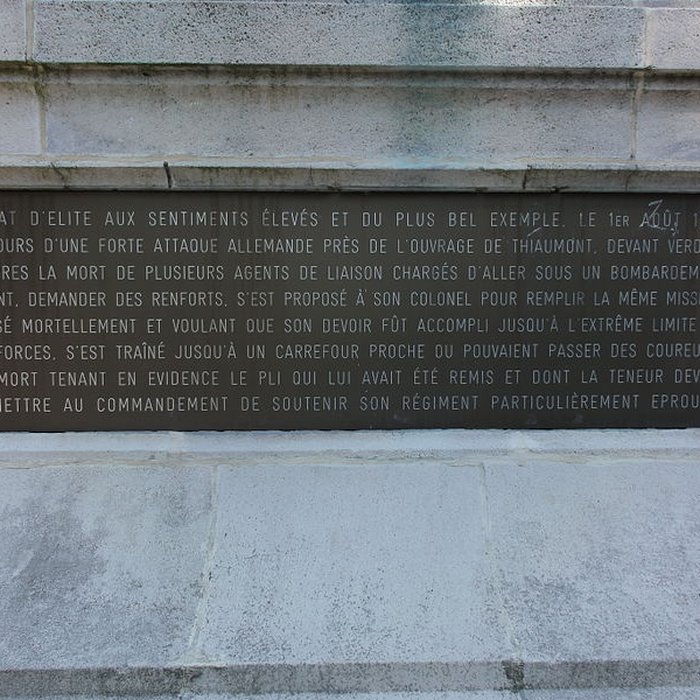 AT D'ELITE AUX SENTIMENTS ÉLEVÉS ET DU PLUS BEL EXEMPLE. LE 1ER AOÛT 1
OURS D'UNE FORTE ATTAQUE ALLEMANDE PRÈS DE L'OUVRAGE DE THIAUMONT, DEVANT VERD
RES LA MORT DE PLUSIEURS AGENTS DE LIAISON CHARGÉS D'ALLER SOUS UN BOMBARDEM
NT, DEMANDER DES RENFORTS, S'EST PROPOSÉ À SON COLONEL POUR REMPLIR LA MÊME MISS
SÉ MORTELLEMENT ET VOULANT QUE SON DEVOIR FÛT ACCOMPLI JUSQU'À L'EXTRÊME LIMITE
FORCES, S'EST TRAÎNÉ JUSQU'À UN CARREFOUR PROCHE OU POUVAIENT PASSER DES COUREU
MORT TENANT EN EVIDENCE LE PLI QUI LUI AVAIT ÉTÉ REMIS ET DONT LA TENEUR DEV
METTRE AU COMMANDEMENT DE SOUTENIR SON RÉGIMENT PARTICULIÈREMENT EPROU